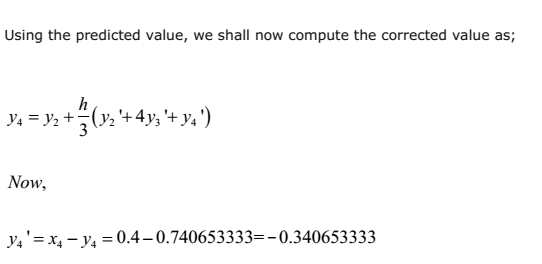 Using the predicted value, we shall now compute the corrected value as;
y₄ = y₂ + h/3 (y₂ '+ 4y₃ '+ y₄ ')
Now,
y₄ '= x₄ − y₄ = 0.4 − 0.740653333= −0.340653333